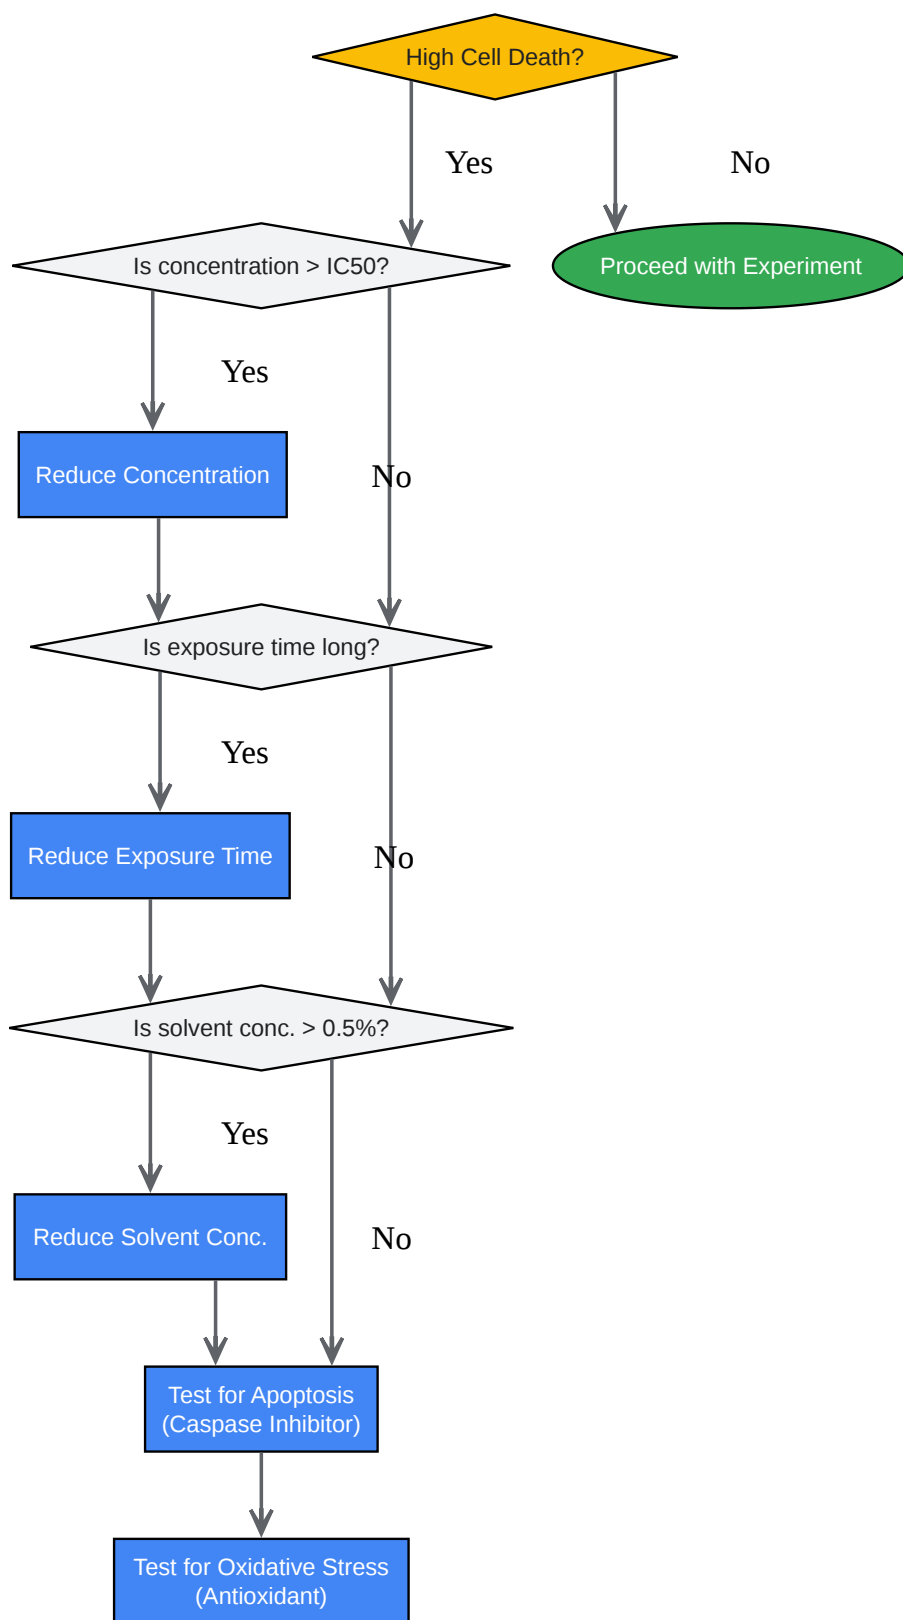 High Cell Death?
Yes
No
Is concentration > IC50?
Proceed with Experiment
Yes
Reduce Concentration
No
Is exposure time long?
Yes
Reduce Exposure Time
No
Is solvent conc. > 0.5%?
Yes
Reduce Solvent Conc.
No
Test for Apoptosis
(Caspase Inhibitor)
Test for Oxidative Stress
(Antioxidant)